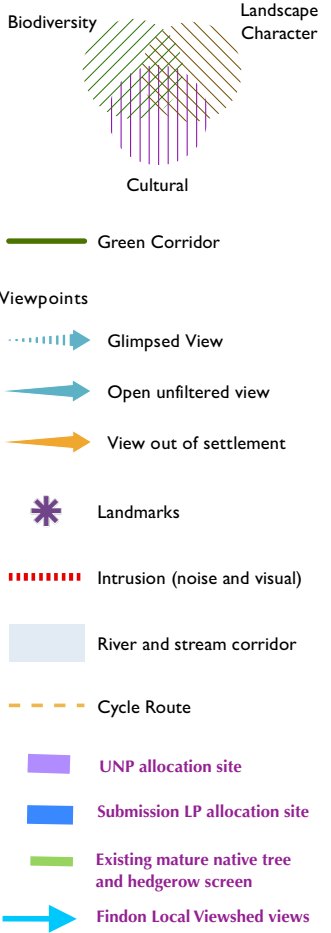 Biodiversity
Landscape
Character
Cultural
Green Corridor
Viewpoints
Glimpsed View
Open unfiltered view
View out of settlement
Landmarks
Intrusion (noise and visual)
River and stream corridor
Cycle Route
UNP allocation site
Submission LP allocation site
Existing mature native tree
and hedgerow screen
Findon Local Viewshed views